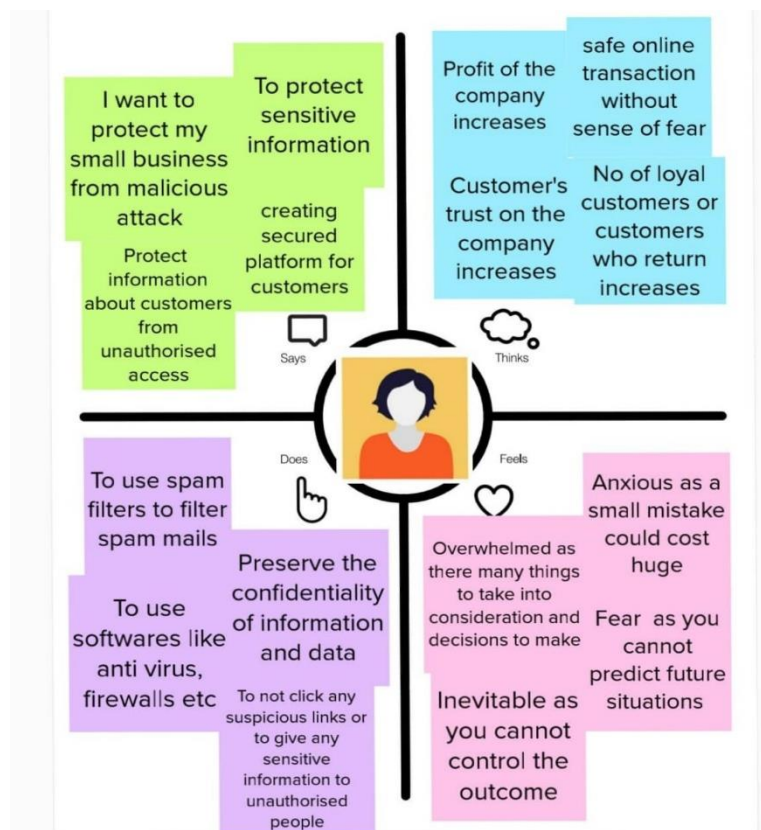 I want to
protect my
small business
from malicious
attack
To protect
sensitive
information
Protect
information
about customers
from
unauthorised
access
creating
secured
platform for
customers
Says
Profit of the
company
increases
safe online
transaction
without
sense of fear
Customer's
trust on the
company
increases
No of loyal
customers or
customers
who return
increases
Thinks
Does
To use spam
filters to filter
spam mails
Preserve the
confidentiality
of information
and data
To use
softwares like
anti virus,
firewalls etc
To not click any
suspicious links or
to give any
sensitive
information to
unauthorised
people
Feels
Anxious as a
small mistake
could cost
huge
Overwhelmed as
there many things
to take into
consideration and
decisions to make
Fear as you
cannot
predict future
situations
Inevitable as
you cannot
control the
outcome